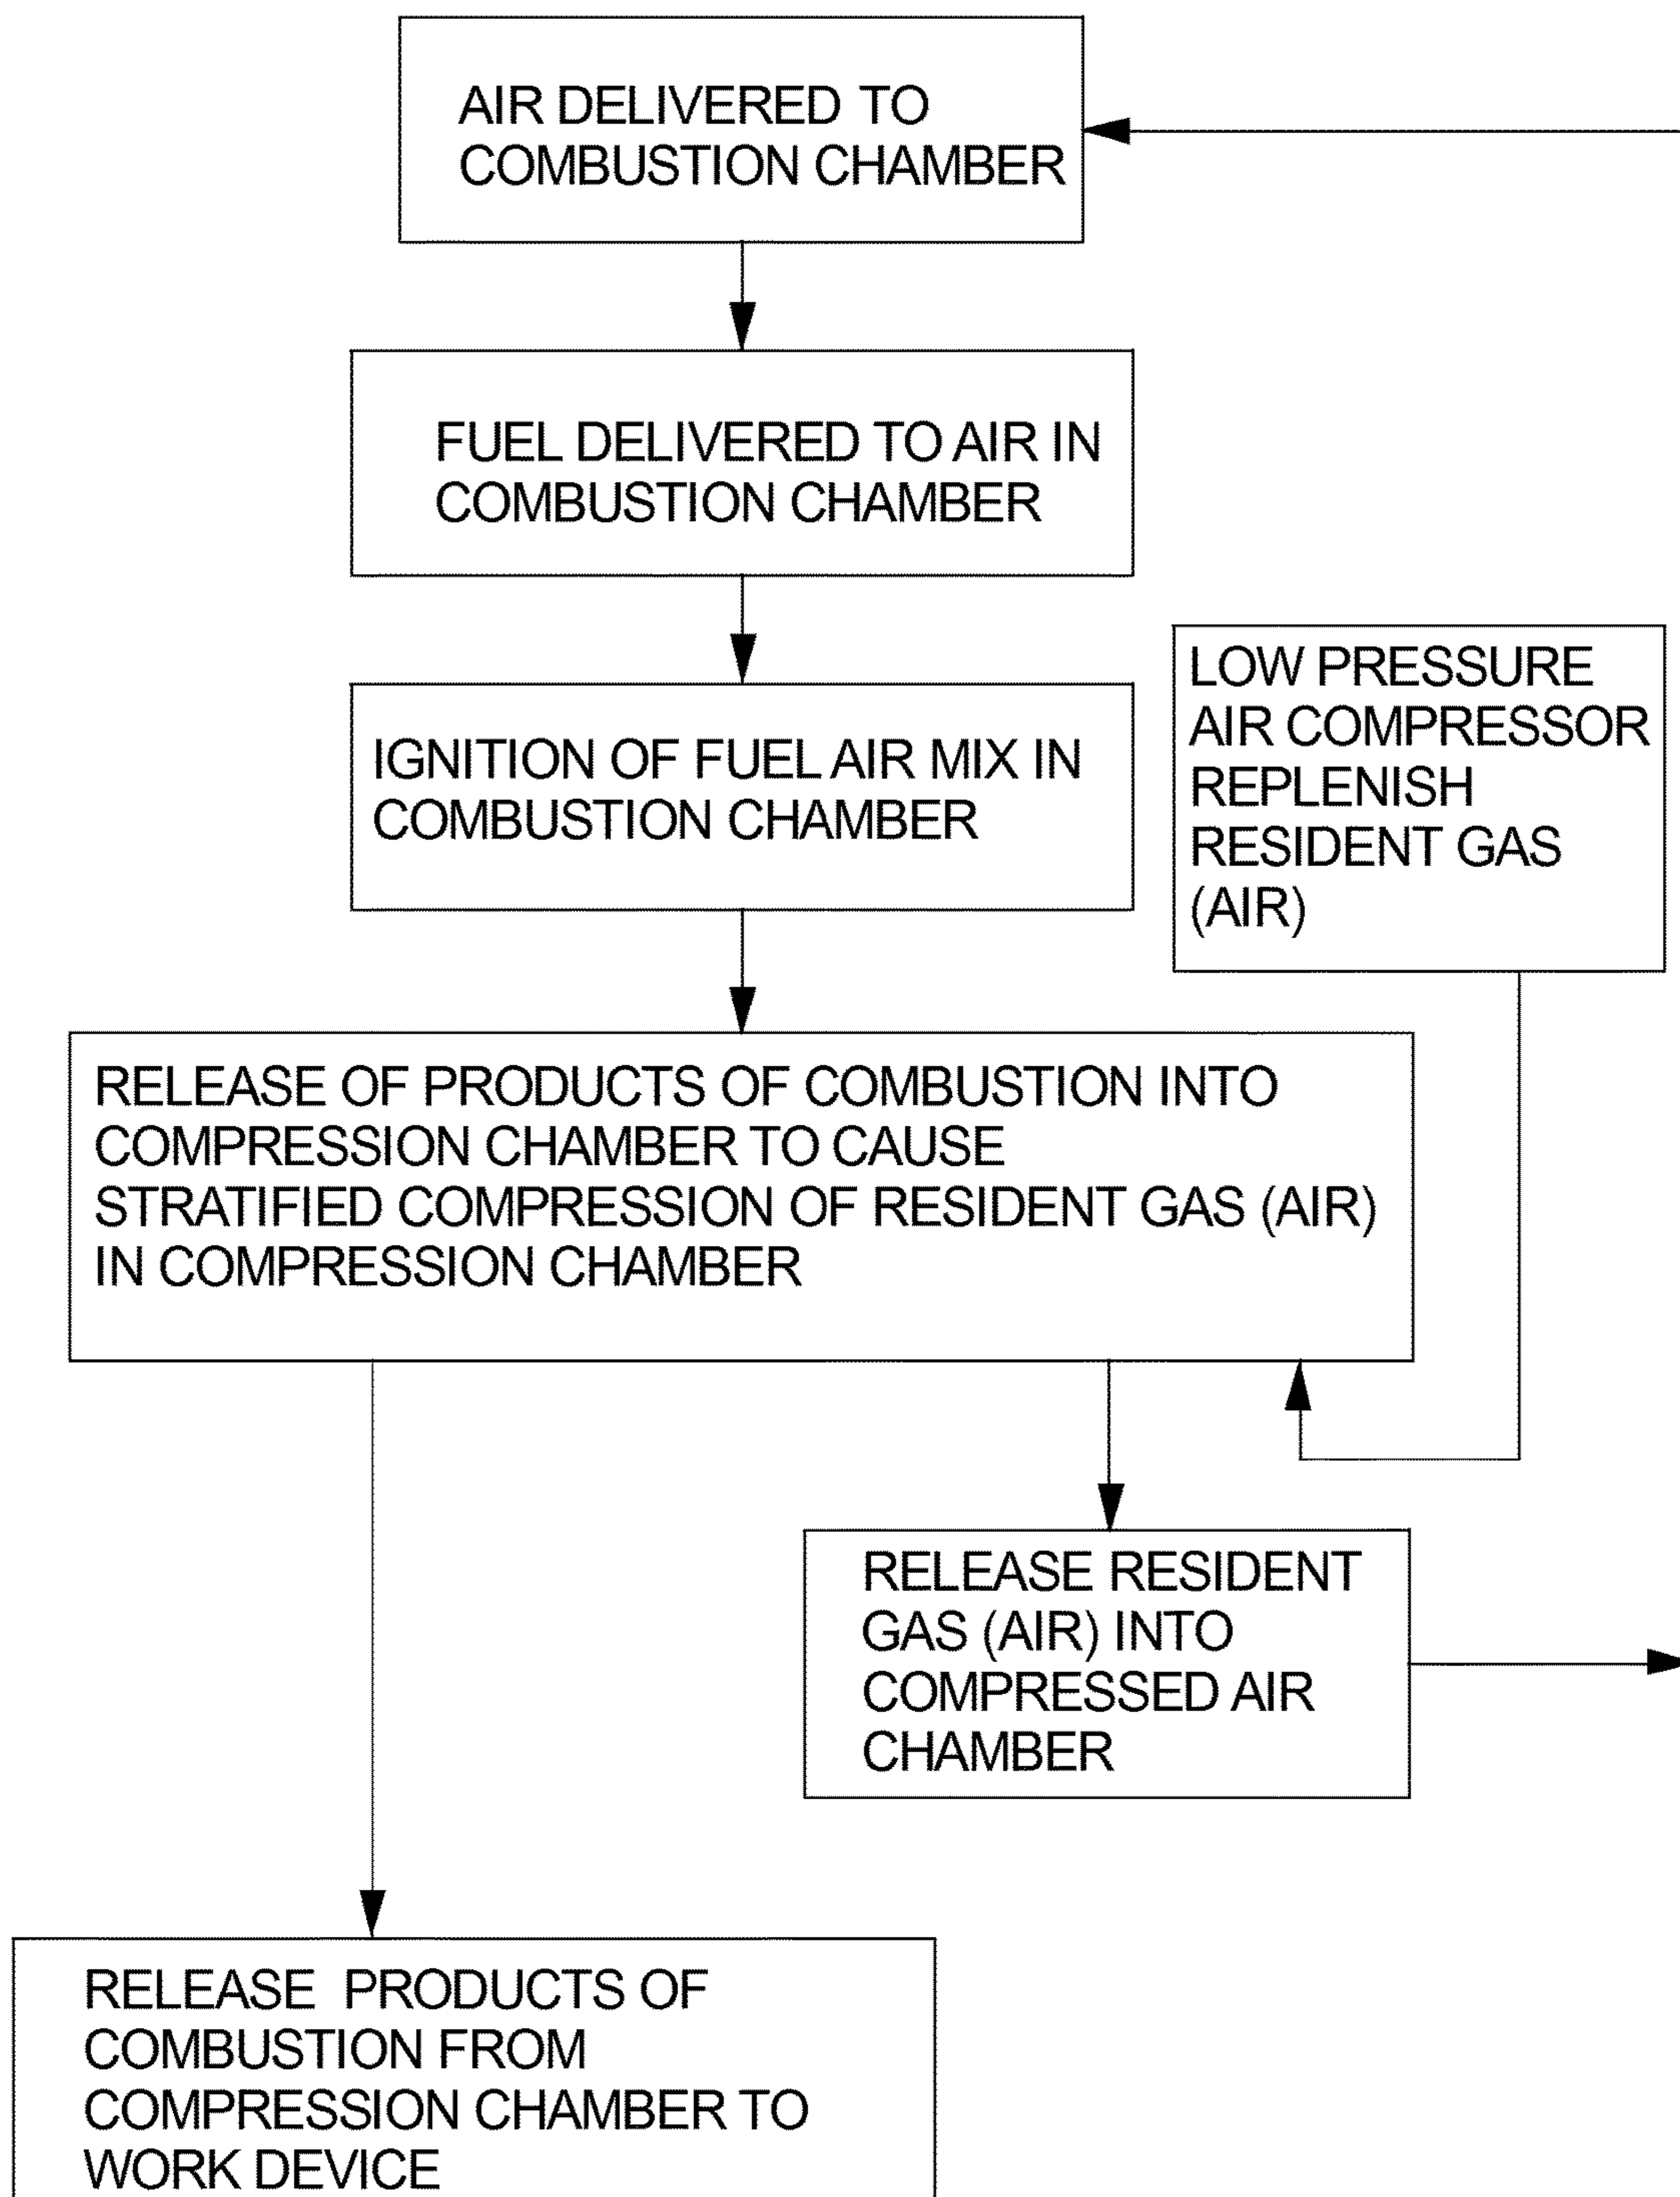 AIR DELIVERED TO
COMBUSTION CHAMBER
FUEL DELIVERED TO AIR IN
COMBUSTION CHAMBER
IGNITION OF FUEL AIR MIX IN
COMBUSTION CHAMBER
LOW PRESSURE
AIR COMPRESSOR
REPLENISH
RESIDENT GAS
(AIR)
RELEASE OF PRODUCTS OF COMBUSTION INTO
COMPRESSION CHAMBER TO CAUSE
STRATIFIED COMPRESSION OF RESIDENT GAS (AIR)
IN COMPRESSION CHAMBER
RELEASE RESIDENT
GAS (AIR) INTO
COMPRESSED AIR
CHAMBER
RELEASE PRODUCTS OF
COMBUSTION FROM
COMPRESSION CHAMBER TO
WORK DEVICE